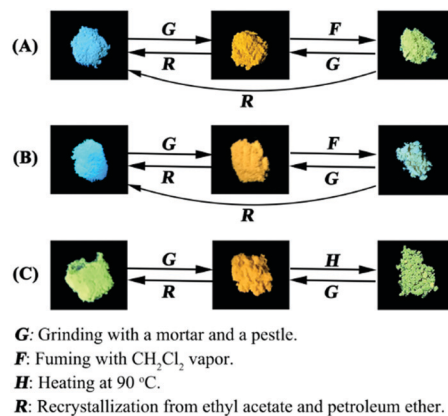 (A)
G
R
F
G
R
(B)
G
R
F
G
R
(C)
G
R
H
G
G: Grinding with a mortar and a pestle.
F: Fuming with CH₂Cl₂ vapor.
H: Heating at 90 °C.
R: Recrystallization from ethyl acetate and petroleum ether.